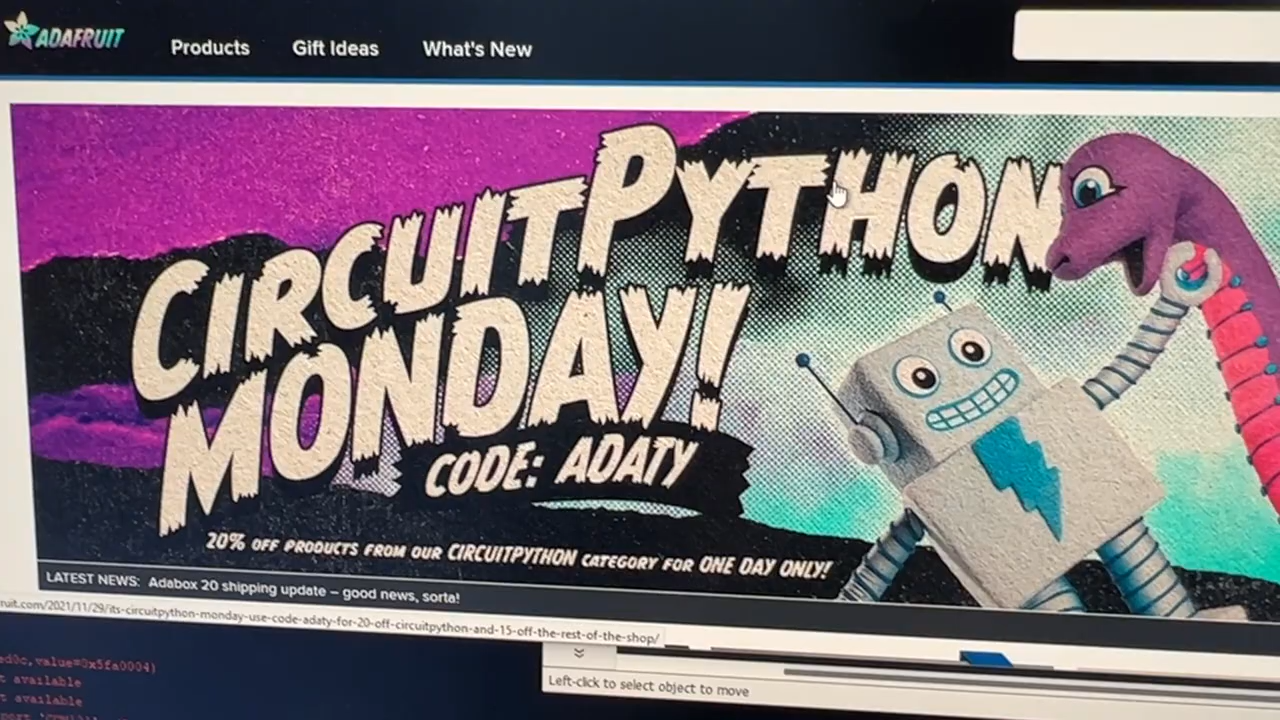 ADAFRUIT
Products Gift Ideas What's New
CIRCUITPYTHON
MONDAY!
CODE: ADATY
20% OFF PRODUCTS FROM OUR CIRCUITPYTHON CATEGORY FOR ONE DAY ONLY!
LATEST NEWS: Adabox 20 shipping update – good news, sorta!
ruit.com/2021/11/29/its-circuitpython-monday-use-code-adaty-for-20-off-circuitpython-and-15-off-the-rest-of-the-shop/
ed0c,value=0x5fa0004)
t available
t available
Left-click to select object to move